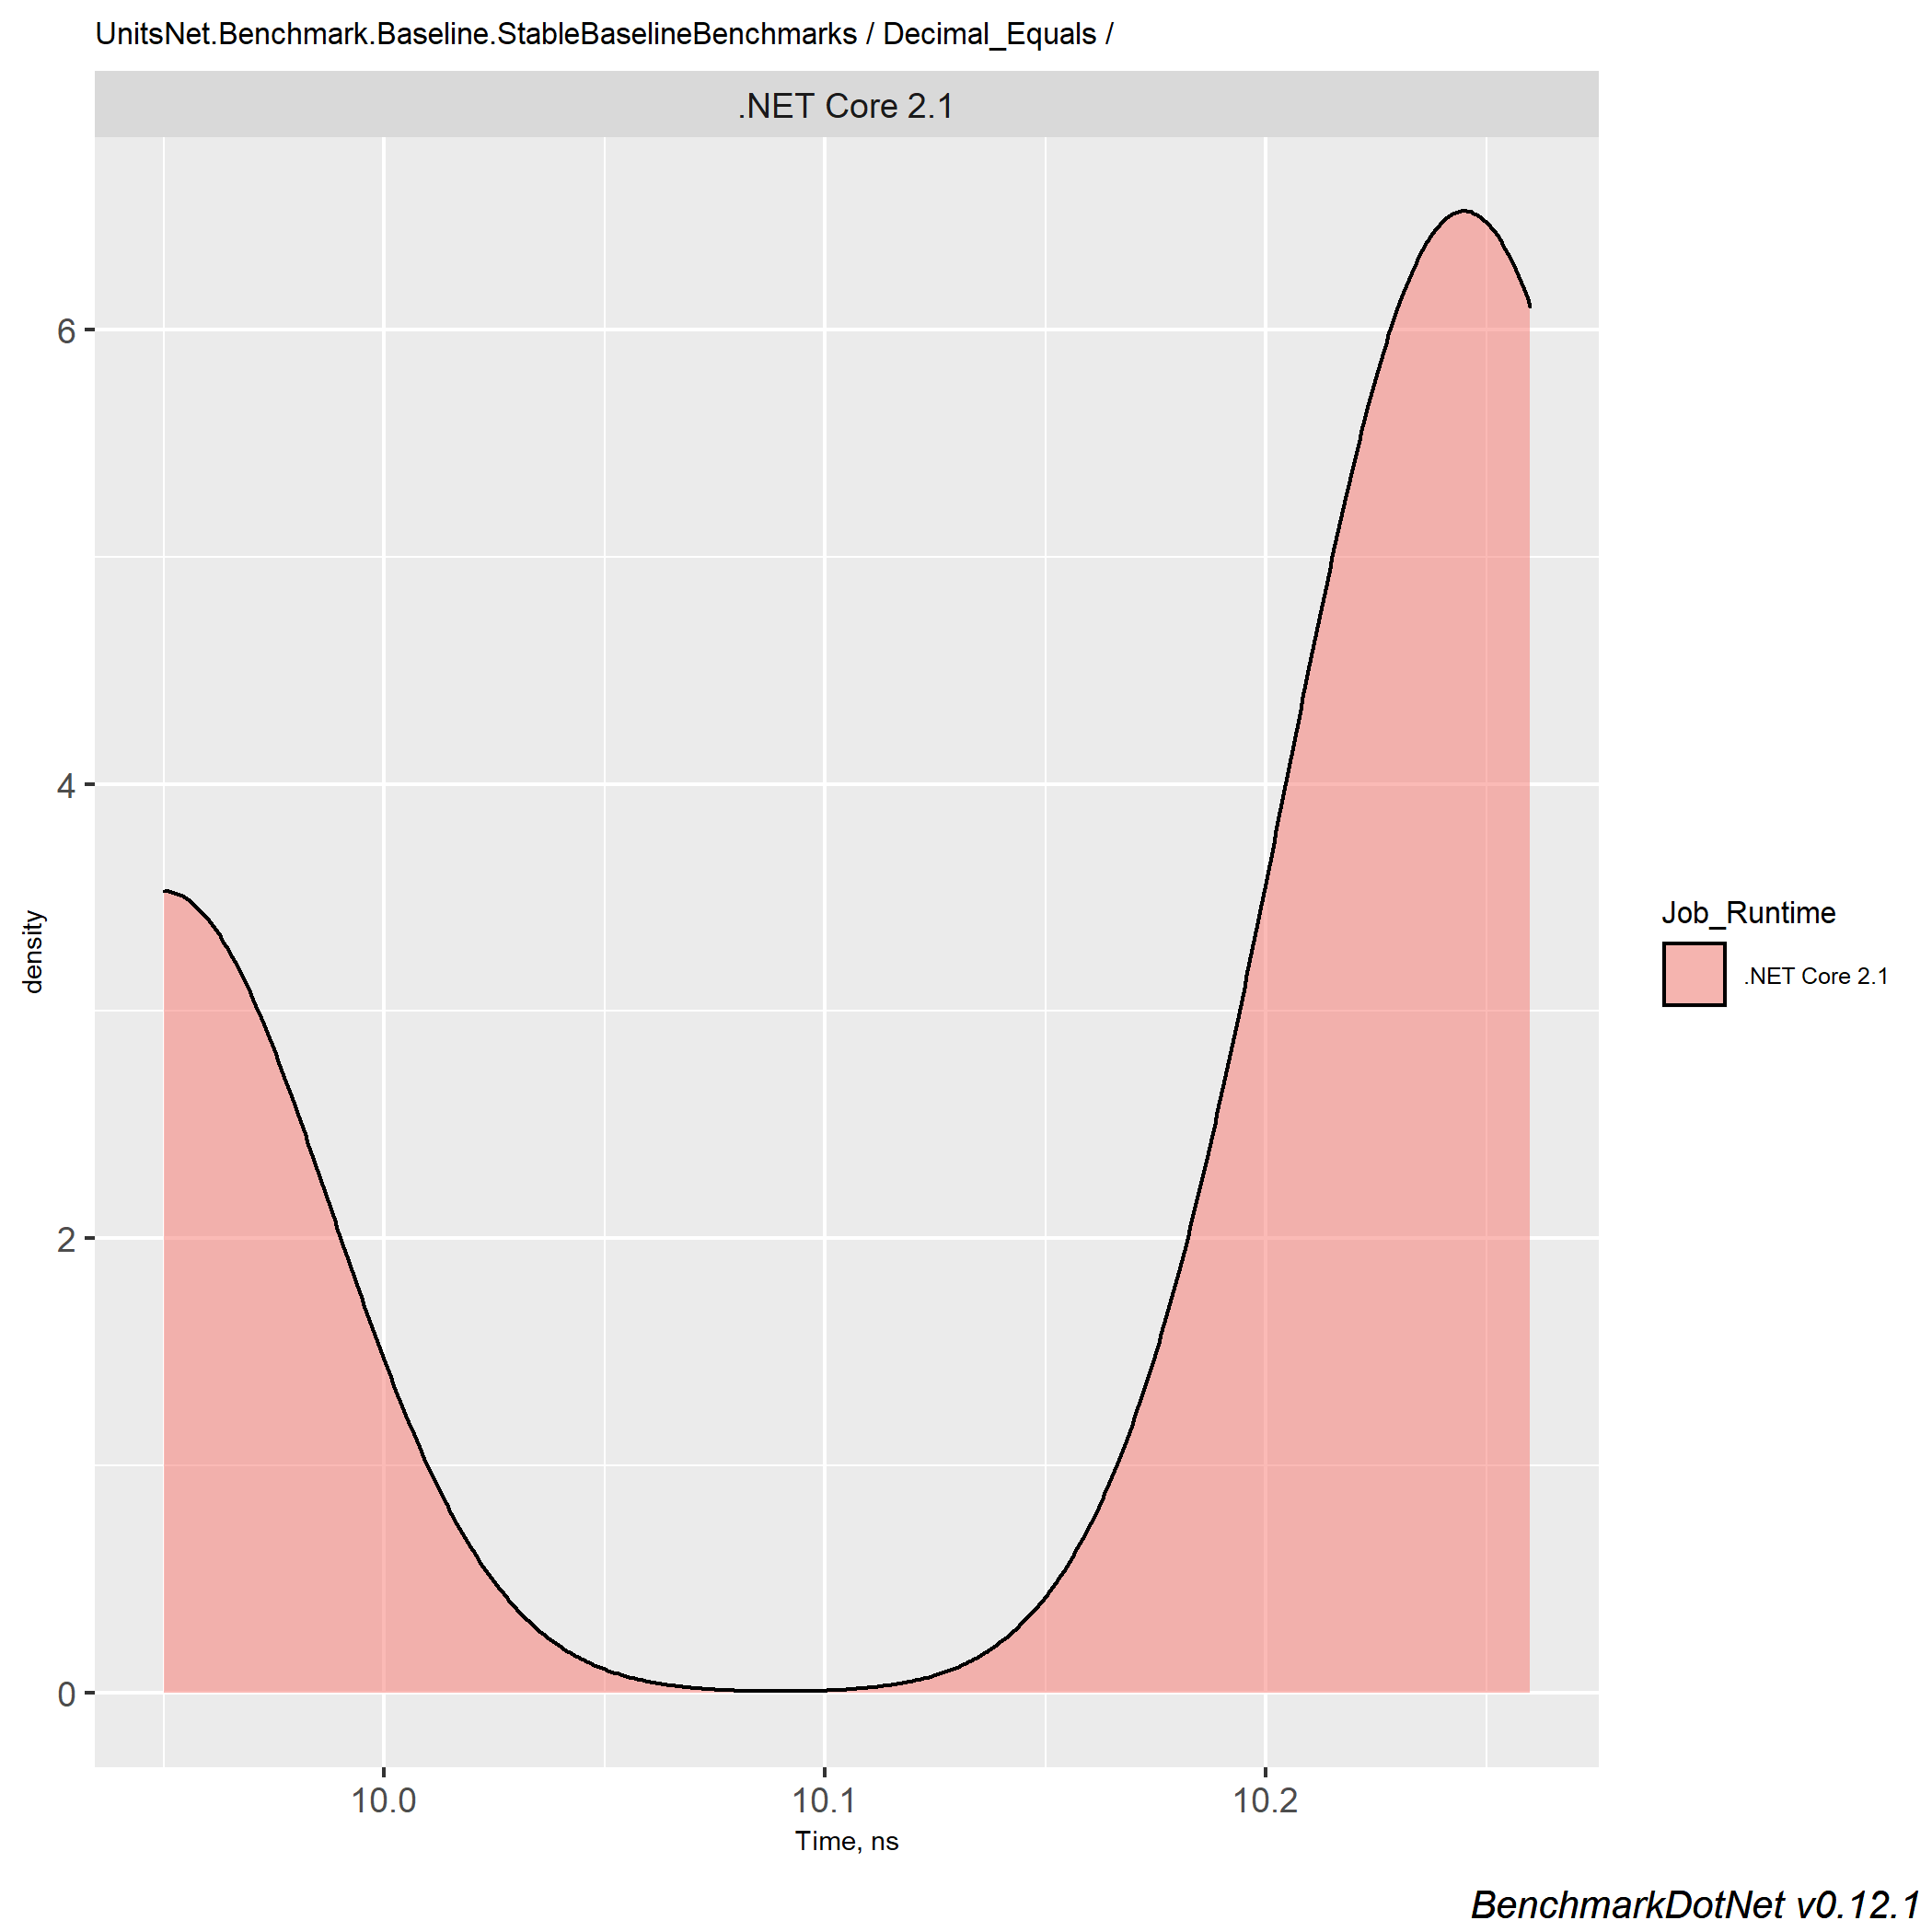 UnitsNet.Benchmark.Baseline.StableBaselineBenchmarks / Decimal_Equals /
.NET Core 2.1
6
4
2
0
density
10.0 10.1 10.2
Time, ns
Job_Runtime
.NET Core 2.1
BenchmarkDotNet v0.12.1